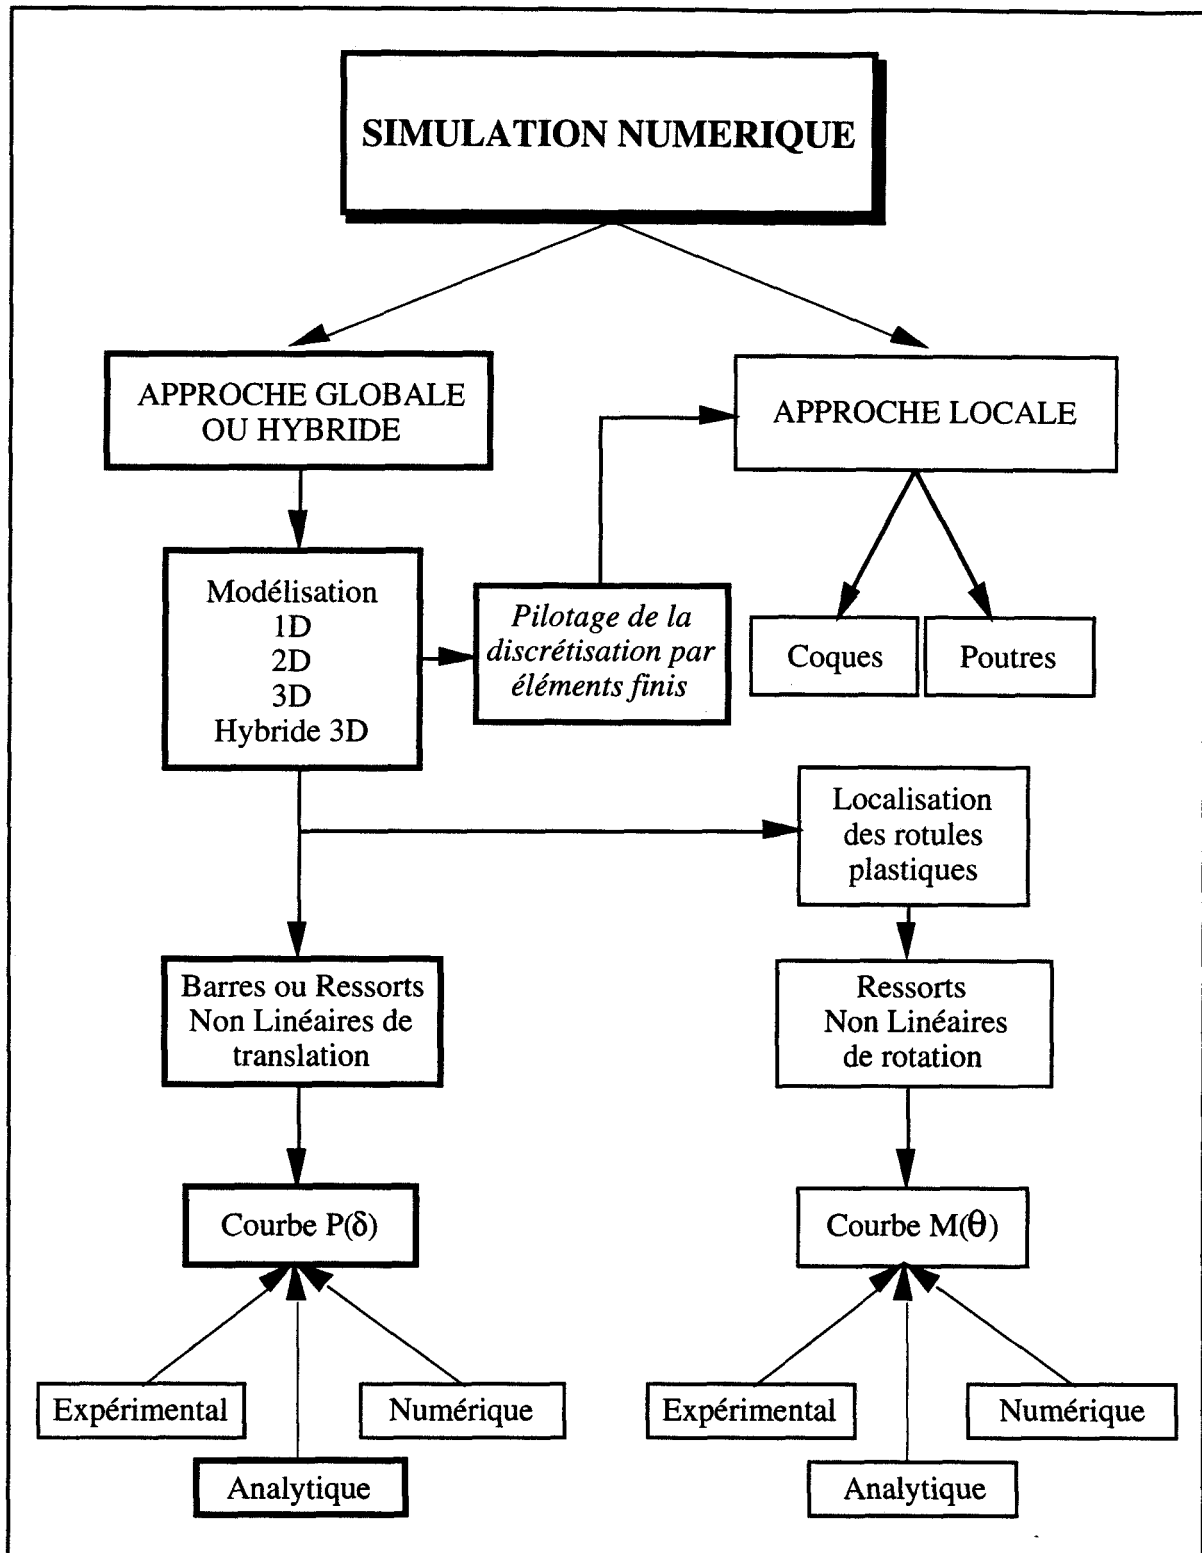 SIMULATION NUMERIQUE
APPROCHE GLOBALE
OU HYBRIDE
APPROCHE LOCALE
Modélisation
1D
2D
3D
Hybride 3D
Pilotage de la
discrétisation par
éléments finis
Coques
Poutres
Localisation
des rotules
plastiques
Barres ou Ressorts
Non Linéaires de
translation
Ressorts
Non Linéaires
de rotation
Courbe P(δ)
Courbe M(θ)
Expérimental
Numérique
Analytique
Expérimental
Numérique
Analytique